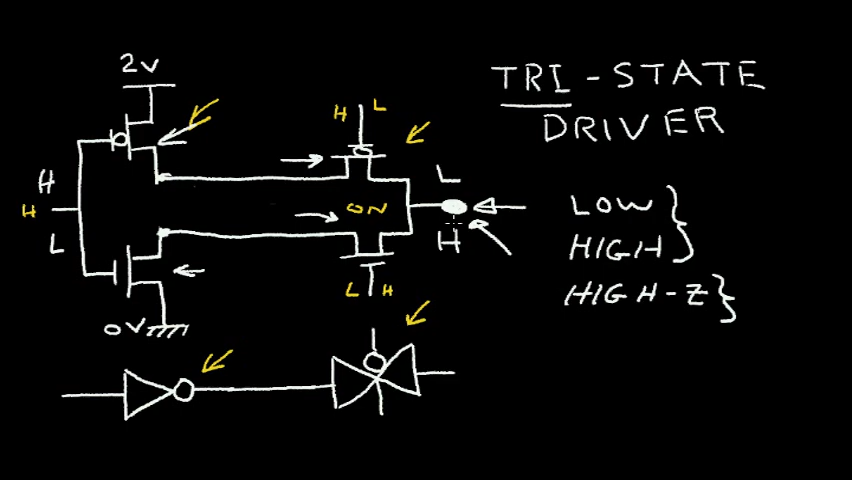 2V
TRI-STATE
DRIVER
H L
H
H
L
L
ON
H
LOW
HIGH
HIGH-Z
L H
0V